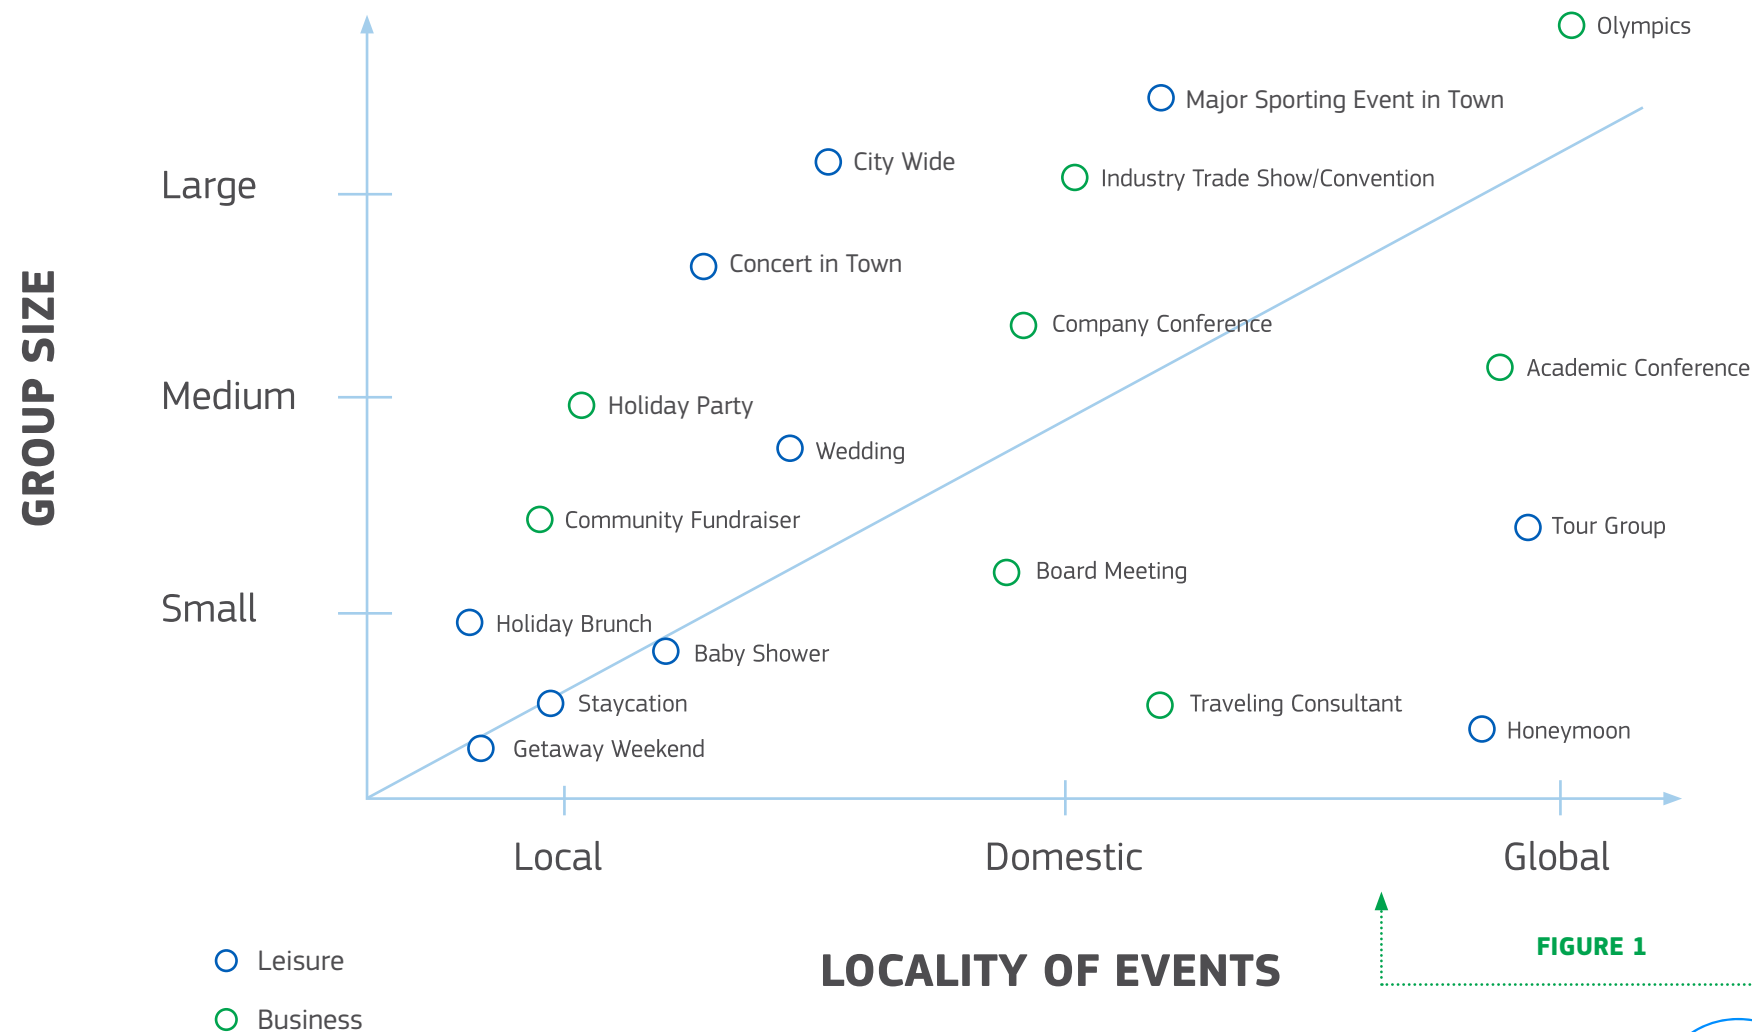 Olympics
Major Sporting Event in Town
City Wide
Industry Trade Show/Convention
Large
Concert in Town
GROUP SIZE
Company Conference
Academic Conference
Medium
Holiday Party
Wedding
Community Fundraiser
Tour Group
Board Meeting
Small
Holiday Brunch
Baby Shower
Staycation
Traveling Consultant
Honeymoon
Getaway Weekend
Local
Domestic
Global
FIGURE 1
LOCALITY OF EVENTS
Leisure
Business